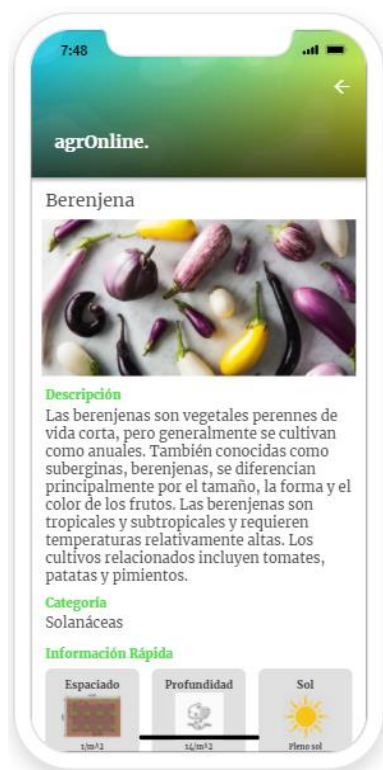 7:48
agrOnline.
Berenjena
Descripción
Las berenjenas son vegetales perennes de
vida corta, pero generalmente se cultivan
como anuales. También conocidas como
suberginas, berenjenas, se diferencian
principalmente por el tamaño, la forma y el
color de los frutos. Las berenjenas son
tropicales y subtropicales y requieren
temperaturas relativamente altas. Los
cultivos relacionados incluyen tomates,
patatas y pimientos.
Categoría
Solanáceas
Información Rápida
Espaciado Profundidad Sol
1/m^2 Pleno sol